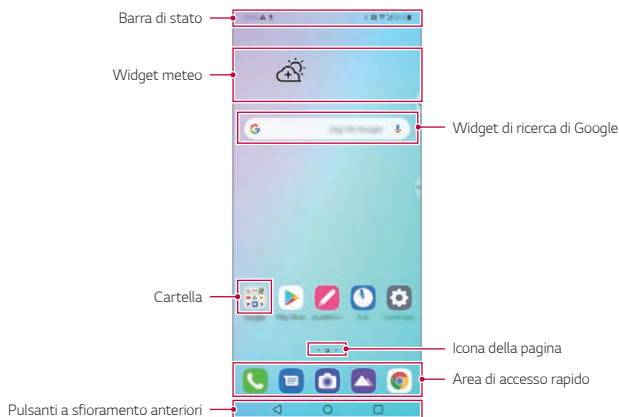 Barra di stato
Widget meteo
Widget di ricerca di Google
Cartella
Icona della pagina
Area di accesso rapido
Pulsanti a sfioramento anteriori